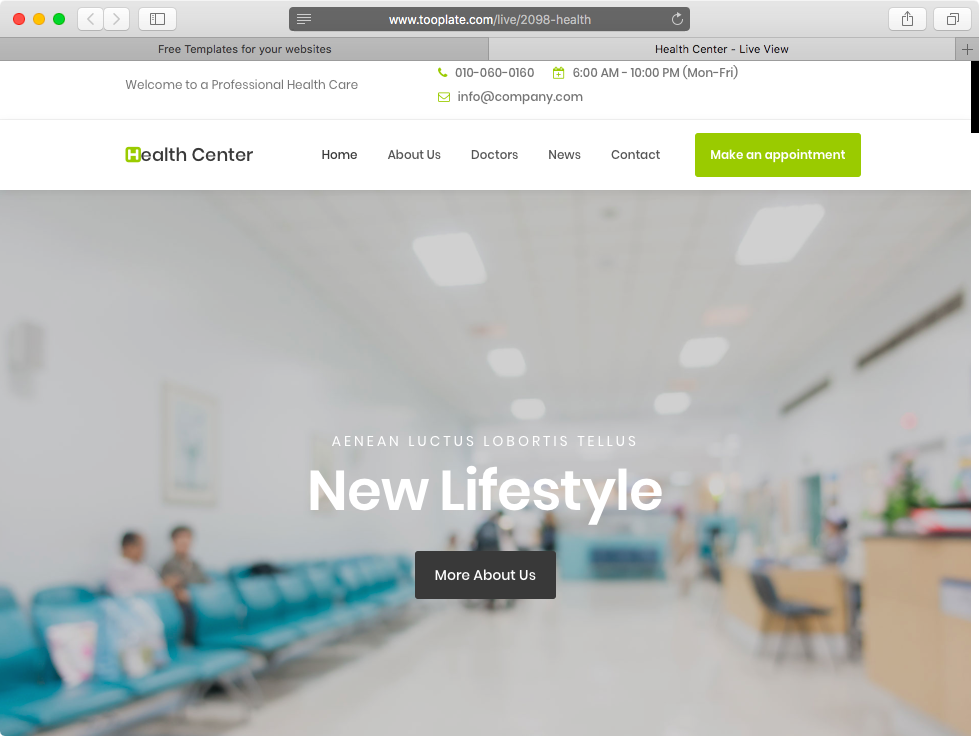 www.tooplate.com/live/2098-health
Free Templates for your websites
Health Center - Live View
Welcome to a Professional Health Care
010-060-0160
6:00 AM - 10:00 PM (Mon-Fri)
info@company.com
Health Center
Home
About Us
Doctors
News
Contact
Make an appointment
AENEAN LUCTUS LOBORTIS TELLUS
New Lifestyle
More About Us